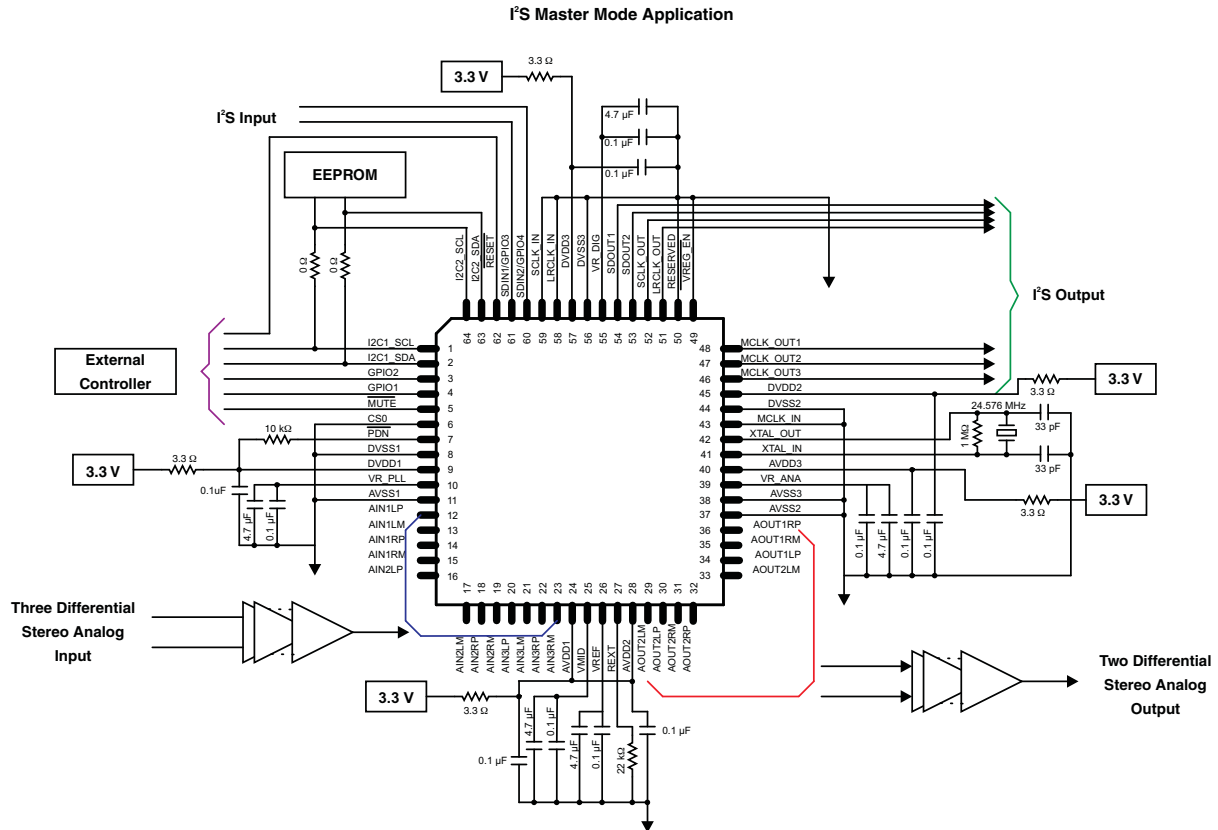 I²S Master Mode Application
3.3 V
3.3 Ω
I²S Input
4.7 µF
0.1 µF
0.1 µF
EEPROM
0 Ω
0 Ω
I2C2_SCL
I2C2_SDA
RESET
SDIN1/GPIO3
SDIN2/GPIO4
SCLK_IN
LRCLK_IN
DVDD3
DVSS3
VR_DIG
SDOUT1
SDOUT2
SCLK_OUT
LRCLK_OUT
RESERVED
VREG_EN
64
63
62
61
60
59
58
57
56
55
54
53
52
51
50
49
I²S Output
External
Controller
I2C1_SCL
1
I2C1_SDA
2
GPIO2
3
GPIO1
4
MUTE
5
CS0
6
PDN
7
DVSS1
8
DVDD1
9
VR_PLL
10
AVSS1
11
AIN1LP
12
AIN1LM
13
AIN1RP
14
AIN1RM
15
AIN2LP
16
10 kΩ
3.3 V
3.3 Ω
0.1uF
4.7 µF
0.1 µF
48
MCLK_OUT1
47
MCLK_OUT2
46
MCLK_OUT3
45
DVDD2
44
DVSS2
43
MCLK_IN
42
XTAL_OUT
41
XTAL_IN
40
AVDD3
39
VR_ANA
38
AVSS3
37
AVSS2
36
AOUT1RP
35
AOUT1RM
34
AOUT1LP
33
AOUT2LM
3.3 Ω
3.3 V
24.576 MHz
1 MΩ
33 pF
33 pF
3.3 Ω
3.3 V
0.1 µF
4.7 µF
0.1 µF
0.1 µF
17
18
19
20
21
22
23
24
25
26
27
28
29
30
31
32
AIN2LM
AIN2RP
AIN2RM
AIN3LP
AIN3LM
AIN3RP
AIN3RM
AVDD1
VMID
VREF
REXT
AVDD2
AOUT2LM
AOUT2LP
AOUT2RM
AOUT2RP
Three Differential
Stereo Analog
Input
3.3 V
3.3 Ω
0.1 µF
4.7 µF
0.1 µF
4.7 µF
0.1 µF
22 kΩ
0.1 µF
Two Differential
Stereo Analog
Output